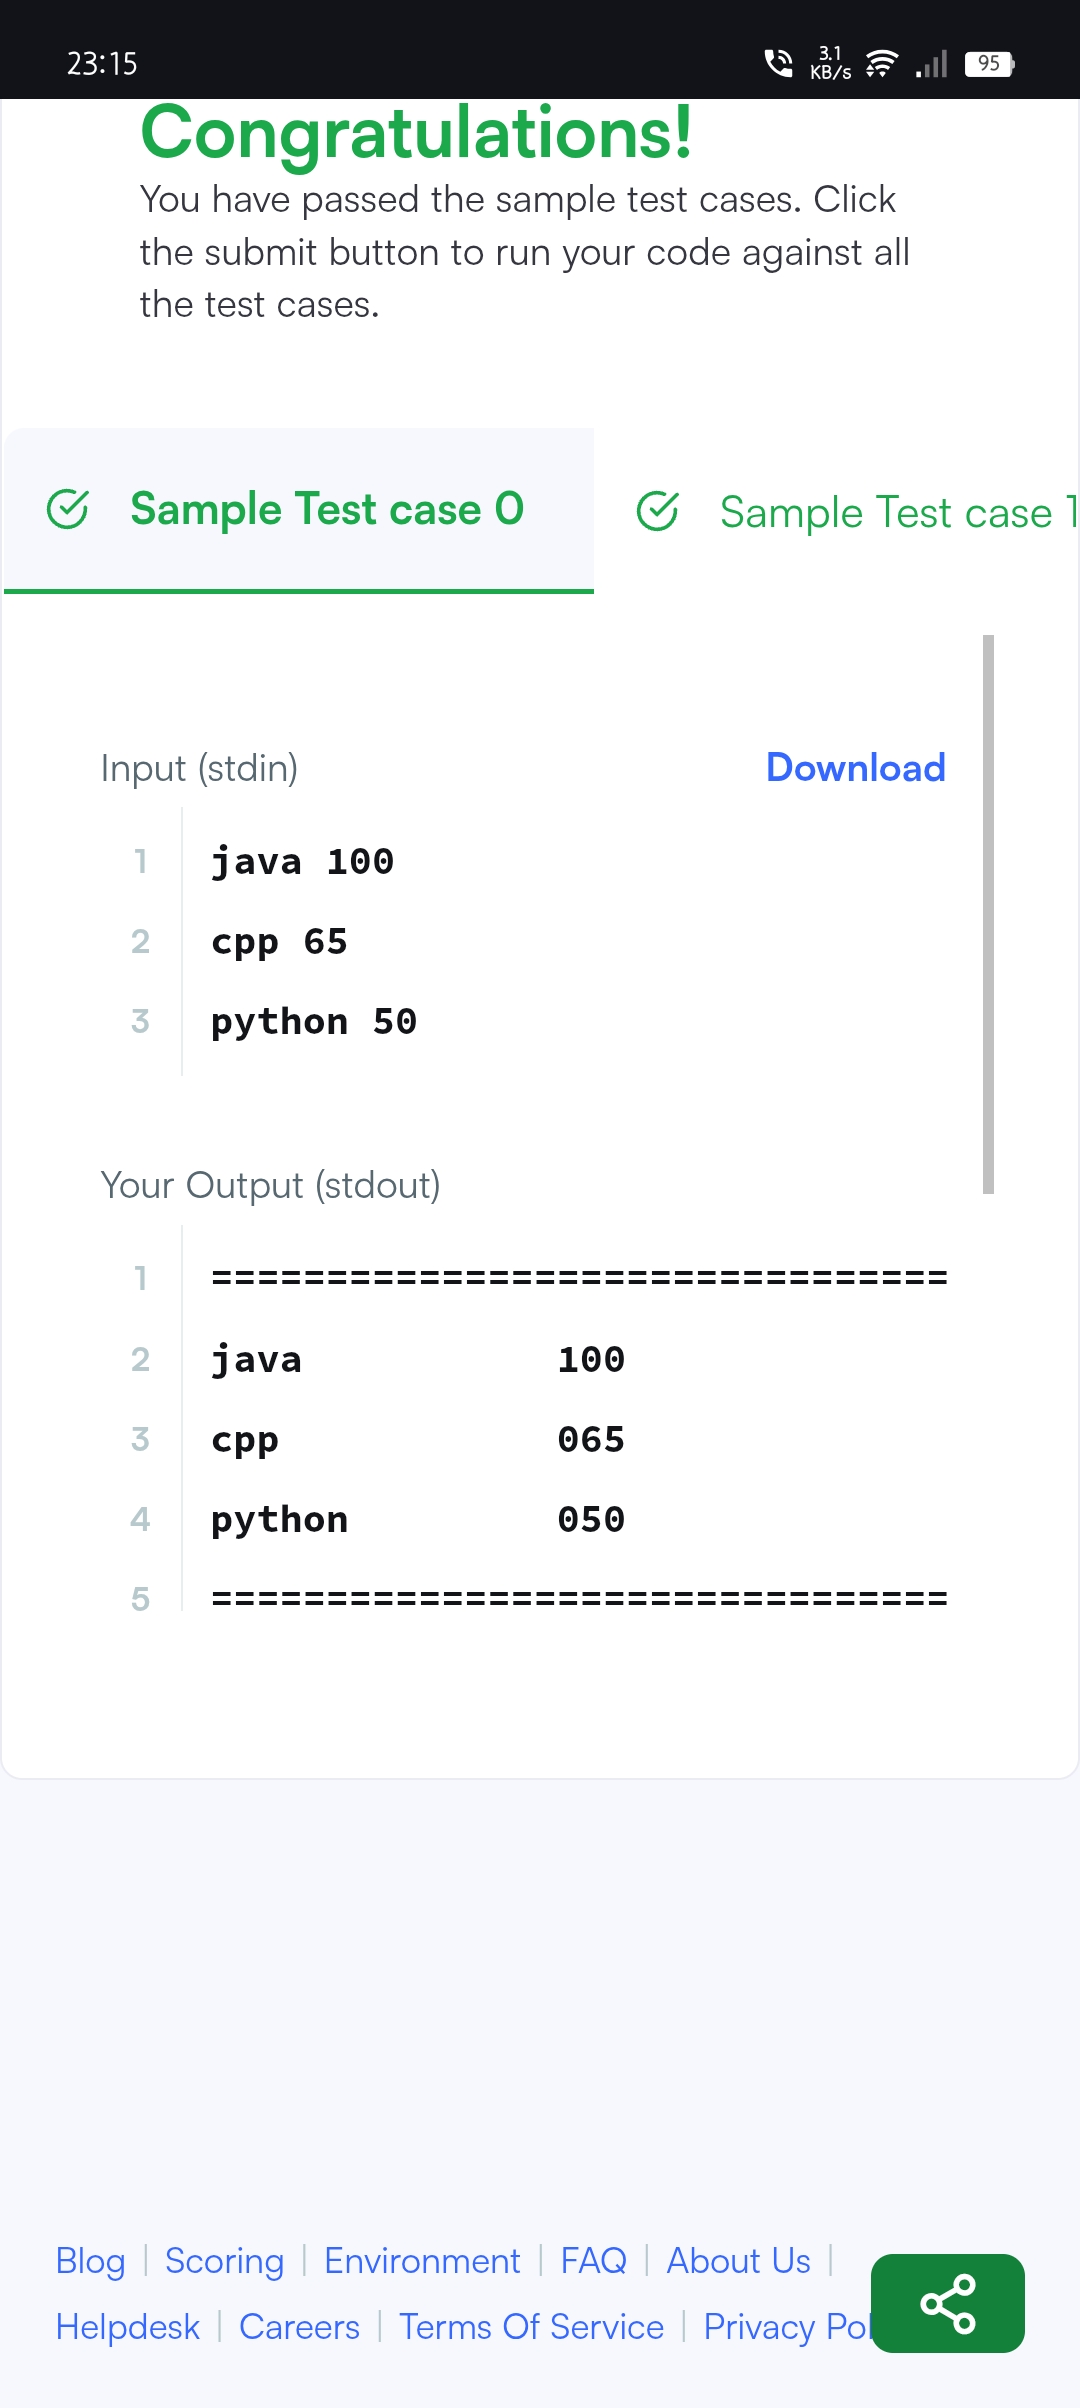 23:15 3.1 KB/s 95
Congratulations!
You have passed the sample test cases. Click
the submit button to run your code against all
the test cases.
Sample Test case 0 Sample Test case 1
Input (stdin) Download
1 java 100
2 cpp 65
3 python 50
Your Output (stdout)
1 ================================
2 java           100
3 cpp            065
4 python         050
5 ================================
Blog | Scoring | Environment | FAQ | About Us |
Helpdesk | Careers | Terms Of Service | Privacy Pol